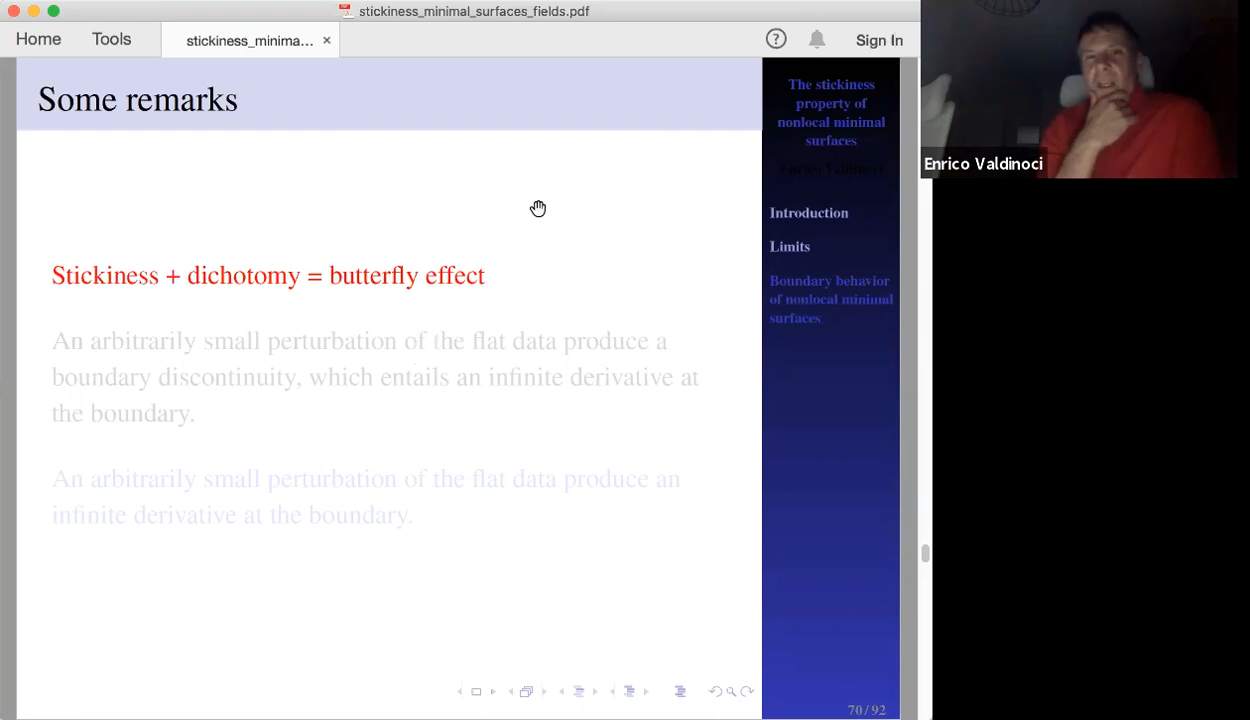 stickiness_minimal_surfaces_fields.pdf
Home
Tools
stickiness_minima... ×
?
Sign In
Some remarks
Stickiness + dichotomy = butterfly effect
An arbitrarily small perturbation of the flat data produce a
boundary discontinuity, which entails an infinite derivative at
the boundary.
An arbitrarily small perturbation of the flat data produce an
infinite derivative at the boundary.
The stickiness
property of
nonlocal minimal
surfaces
Enrico Valdinoci
Introduction
Limits
Boundary behavior
of nonlocal minimal
surfaces
70 / 92
Enrico Valdinoci